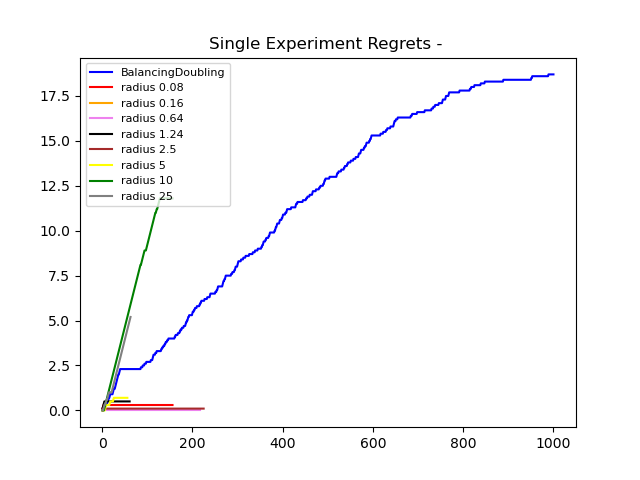 Single Experiment Regrets -
BalancingDoubling
radius 0.08
radius 0.16
radius 0.64
radius 1.24
radius 2.5
radius 5
radius 10
radius 25
17.5
15.0
12.5
10.0
7.5
5.0
2.5
0.0
0 200 400 600 800 1000